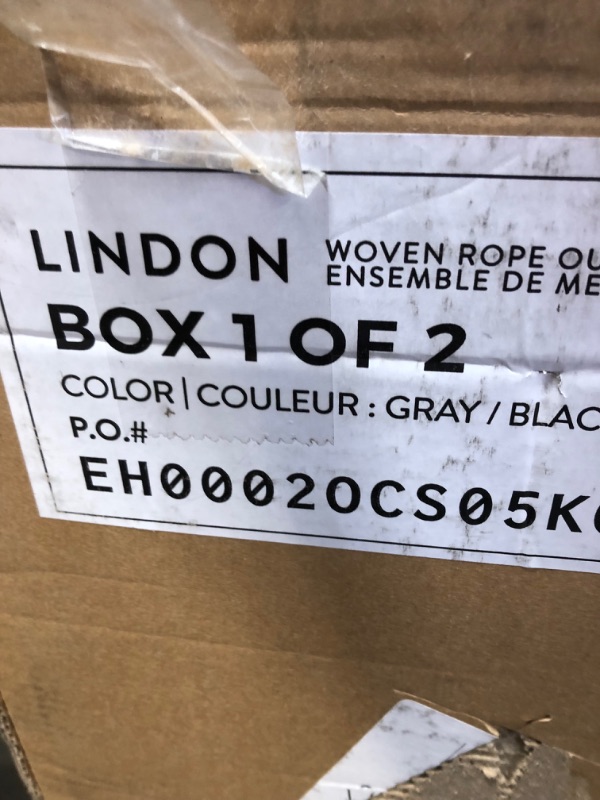 LINDON
WOVEN ROPE OU
ENSEMBLE DE ME
BOX 1 OF 2
COLOR | COULEUR : GRAY / BLAC
P.O.#
EH00020CS05K